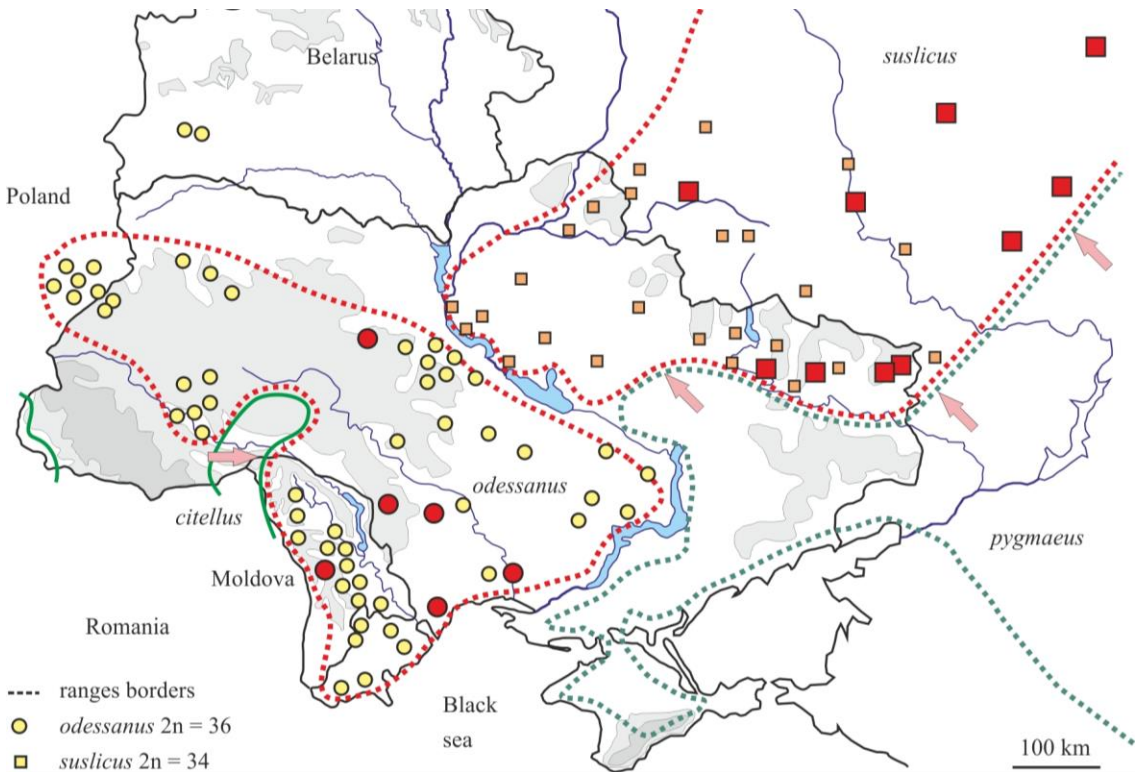 Belarus
suslicus
Poland
odessanus
citellus
pygmaeus
Moldova
Romania
Black
sea
ranges borders
odessanus 2n = 36
suslicus 2n = 34
100 km